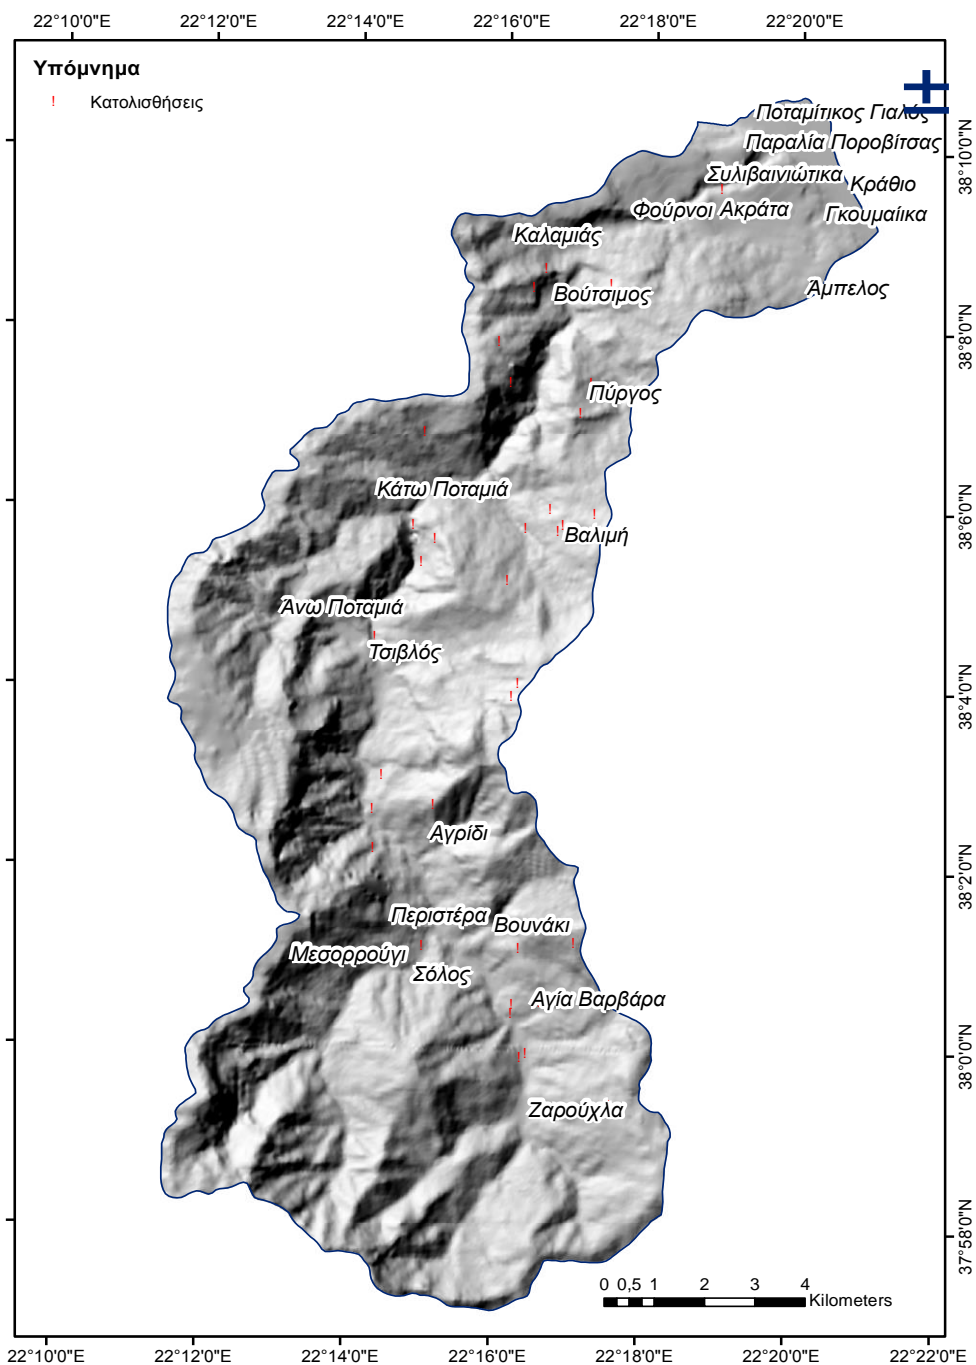 22°10'0"E 22°12'0"E 22°14'0"E 22°16'0"E 22°18'0"E 22°20'0"E
Υπόμνημα
! Κατολισθήσεις
Ποταμίτικος Γιαλός
Παραλία Ποροβίτσας
38°10'0"N
Συλιβαινιώτικα
Κράθιο
Φούρνοι Ακράτα
Γκουμαίικα
Καλαμιάς
Βούτσιμος
Άμπελος
38°8'0"N
Πύργος
Κάτω Ποταμιά
38°6'0"N
Βαλιμή
Άνω Ποταμιά
Τσιβλός
38°4'0"N
Αγρίδι
38°2'0"N
Περιστέρα
Βουνάκι
Μεσορρούγι
Σόλος
Αγία Βαρβάρα
38°0'0"N
Ζαρούχλα
37°58'0"N
0 0,5 1 2 3 4
Kilometers
22°10'0"E 22°12'0"E 22°14'0"E 22°16'0"E 22°18'0"E 22°20'0"E 22°22'0"E